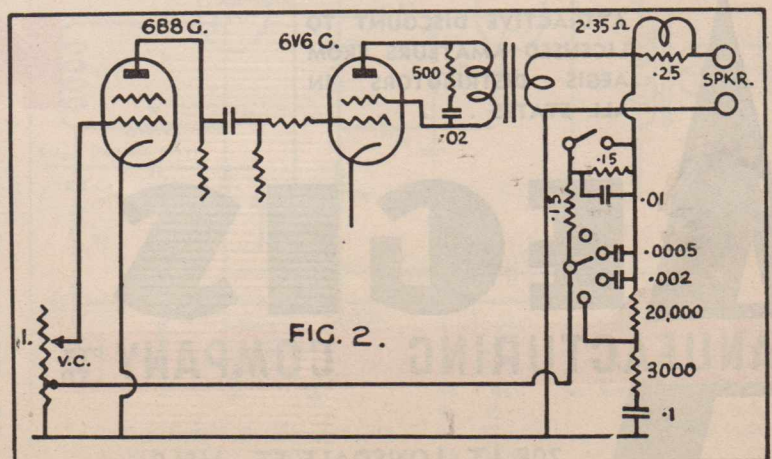 6B8G.
6V6 G.
2.35 Ω
500
.25
SPKR.
.02
.15
.01
.15
.0005
.002
20,000
FIG. 2.
1.
V.C.
3000
.1